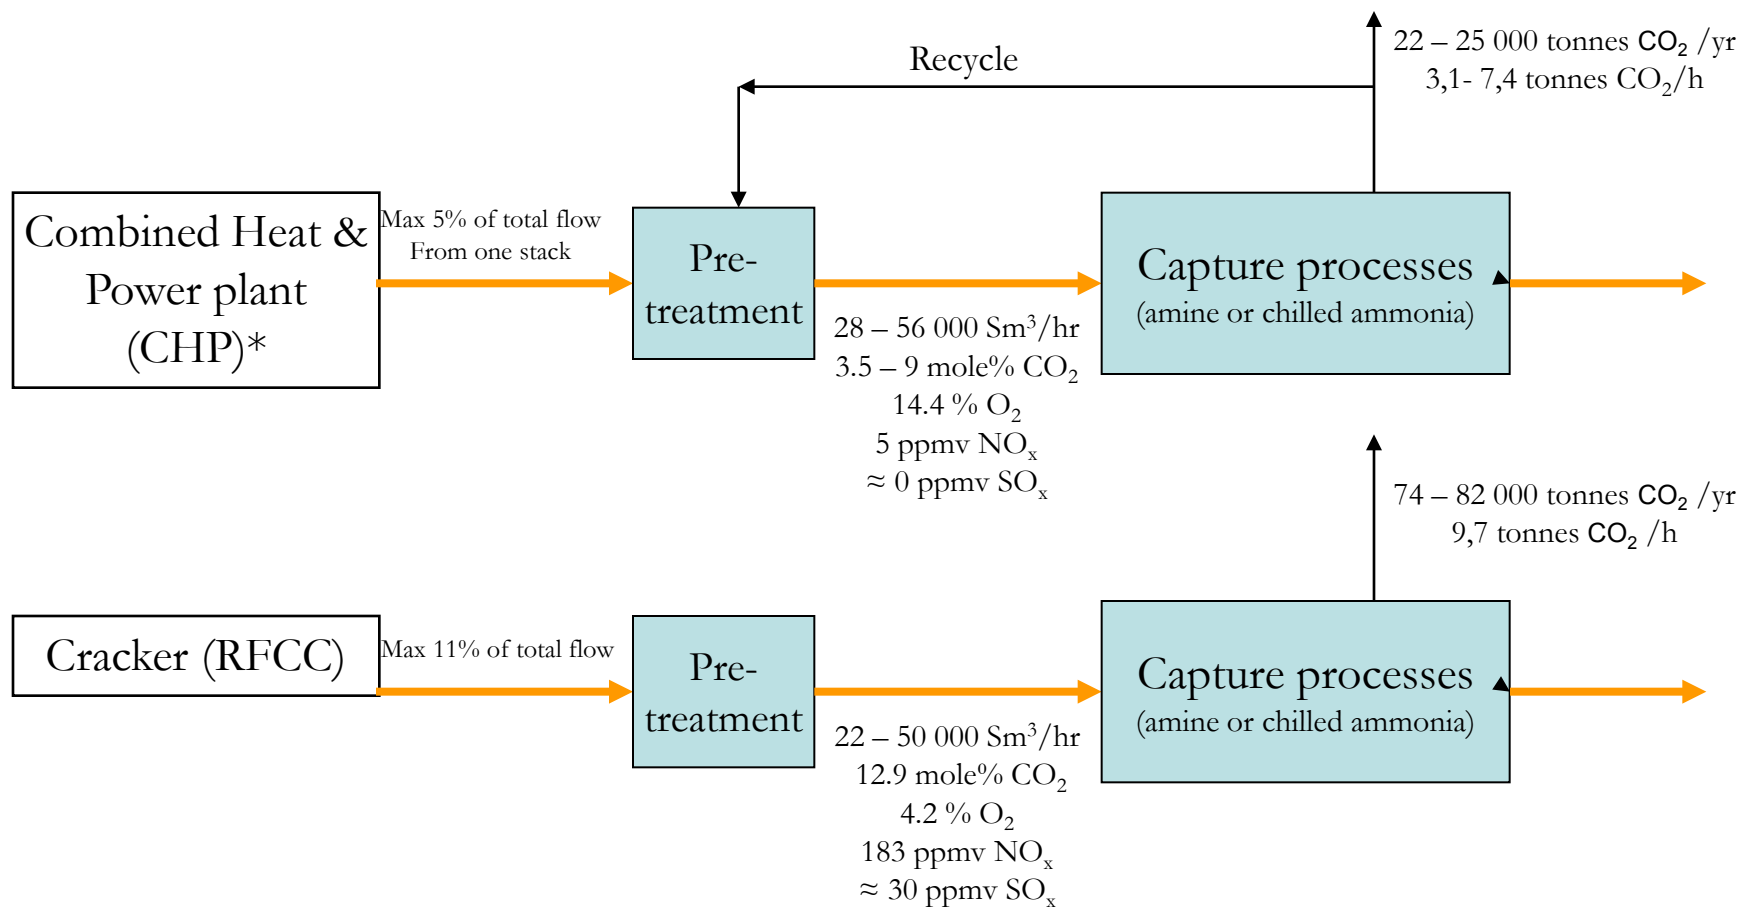 Recycle
22 – 25 000 tonnes CO₂ /yr
3,1- 7,4 tonnes CO₂/h
Combined Heat &
Power plant
(CHP)*
Max 5% of total flow
From one stack
Pre-
treatment
28 – 56 000 Sm³/hr
3.5 – 9 mole% CO₂
14.4 % O₂
5 ppmv NOₓ
≈ 0 ppmv SOₓ
Capture processes
(amine or chilled ammonia)
74 – 82 000 tonnes CO₂ /yr
9,7 tonnes CO₂ /h
Cracker (RFCC)
Max 11% of total flow
Pre-
treatment
22 – 50 000 Sm³/hr
12.9 mole% CO₂
4.2 % O₂
183 ppmv NOₓ
≈ 30 ppmv SOₓ
Capture processes
(amine or chilled ammonia)